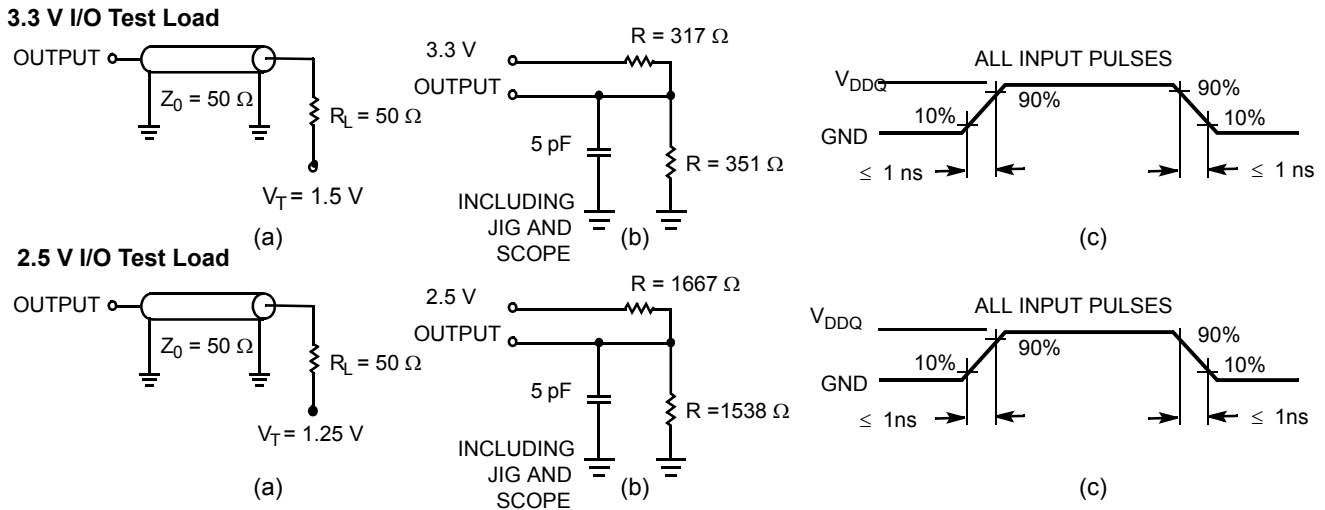 3.3 V I/O Test Load
OUTPUT
Z0 = 50 Ω
RL = 50 Ω
VT = 1.5 V
(a)
3.3 V
OUTPUT
R = 317 Ω
5 pF
R = 351 Ω
INCLUDING
JIG AND
SCOPE
(b)
ALL INPUT PULSES
VDDQ
GND
10%
90%
90%
10%
≤ 1 ns
≤ 1 ns
(c)
2.5 V I/O Test Load
OUTPUT
Z0 = 50 Ω
RL = 50 Ω
VT = 1.25 V
(a)
2.5 V
OUTPUT
R = 1667 Ω
5 pF
R =1538 Ω
INCLUDING
JIG AND
SCOPE
(b)
ALL INPUT PULSES
VDDQ
GND
10%
90%
90%
10%
≤ 1ns
≤ 1ns
(c)